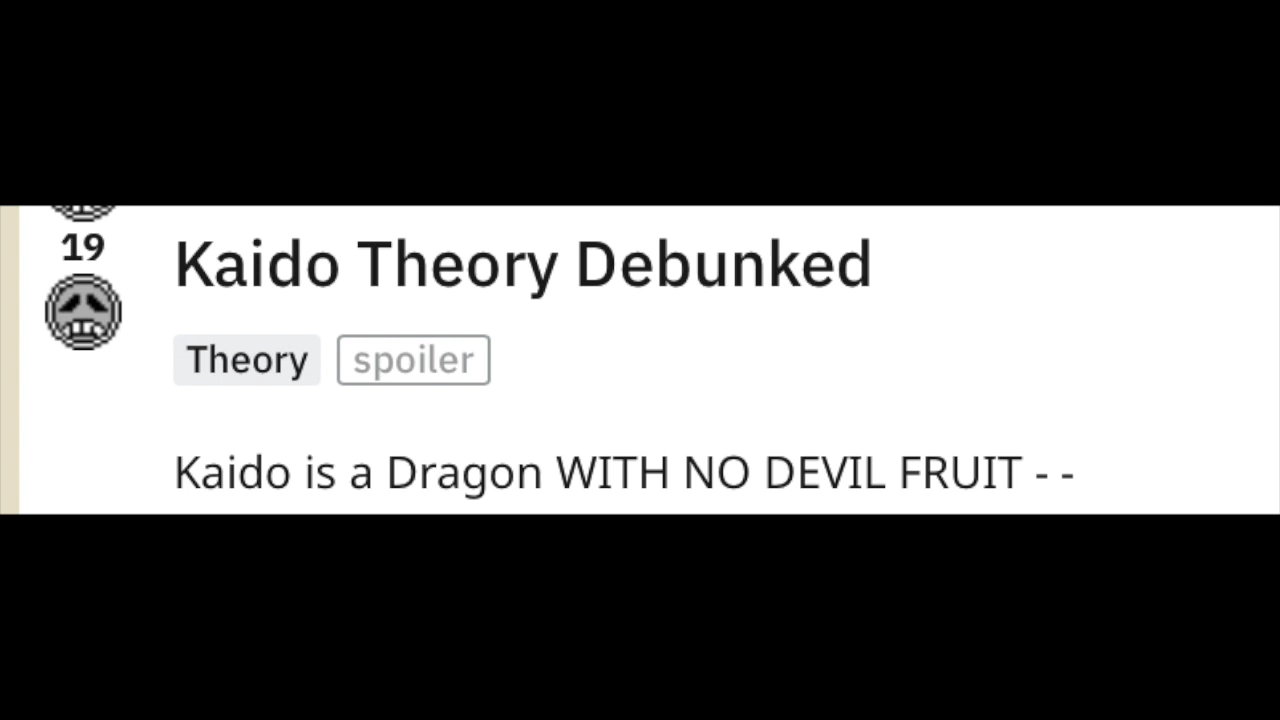 19
Kaido Theory Debunked
Theory spoiler
Kaido is a Dragon WITH NO DEVIL FRUIT - -